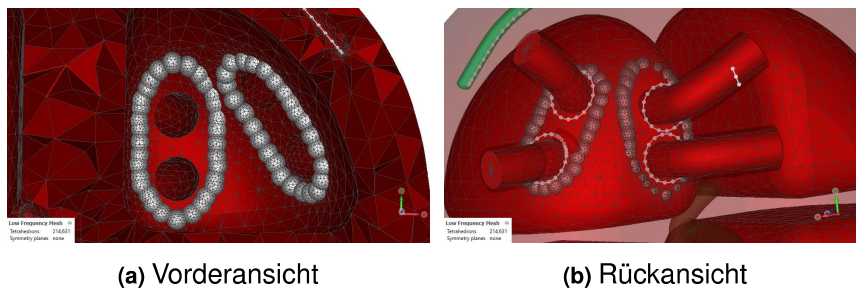 Low Frequency Mesh
Tetrahedrons 214,631
Symmetry planes none
Low Frequency Mesh
Tetrahedrons 214,631
Symmetry planes none
(a) Vorderansicht
(b) Rückansicht